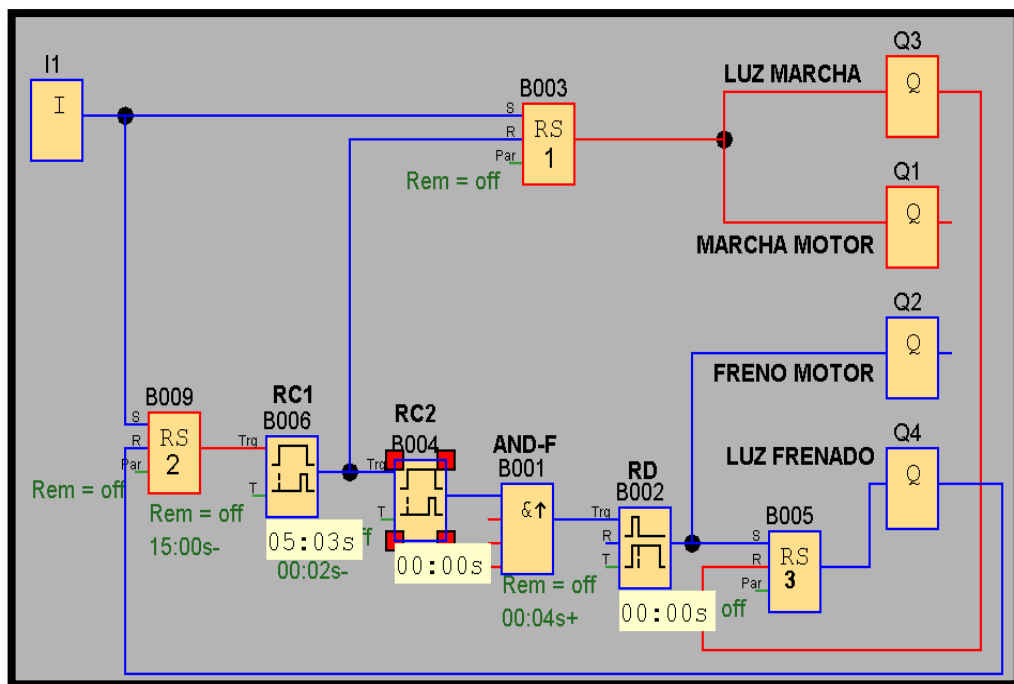 I1
I
B003
S
R
Par
RS
1
Rem = off
LUZ MARCHA
Q3
Q
Q1
Q
MARCHA MOTOR
Q2
Q
FRENO MOTOR
Q4
Q
LUZ FRENADO
B009
S
R
Par
RS
2
Rem = off
RC1
B006
Trg
T
Rem = off
15:00s-
05:03s
ff
00:02s-
RC2
B004
Trg
T
00:00s
AND-F
B001
&↑
Rem = off
00:04s+
RD
B002
Trg
R
T
00:00s
off
B005
S
R
Par
RS
3